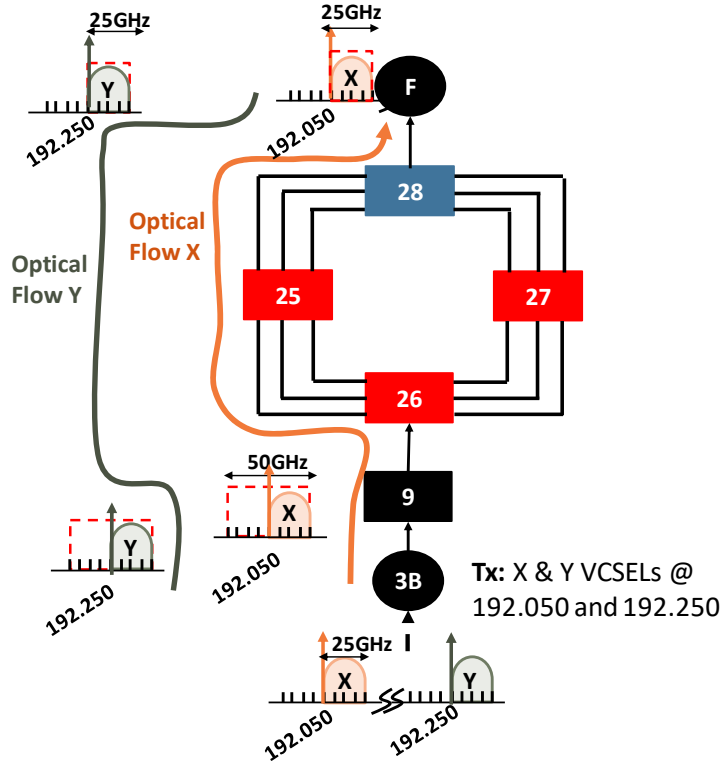 25GHz
25GHz
Y
X
F
192.250
192.050
28
Optical
Flow X
Optical
Flow Y
25
27
26
50GHz
9
X
Y
192.050
192.250
3B
Tx: X & Y VCSELs @
192.050 and 192.250
25GHz
X
Y
192.050
192.250